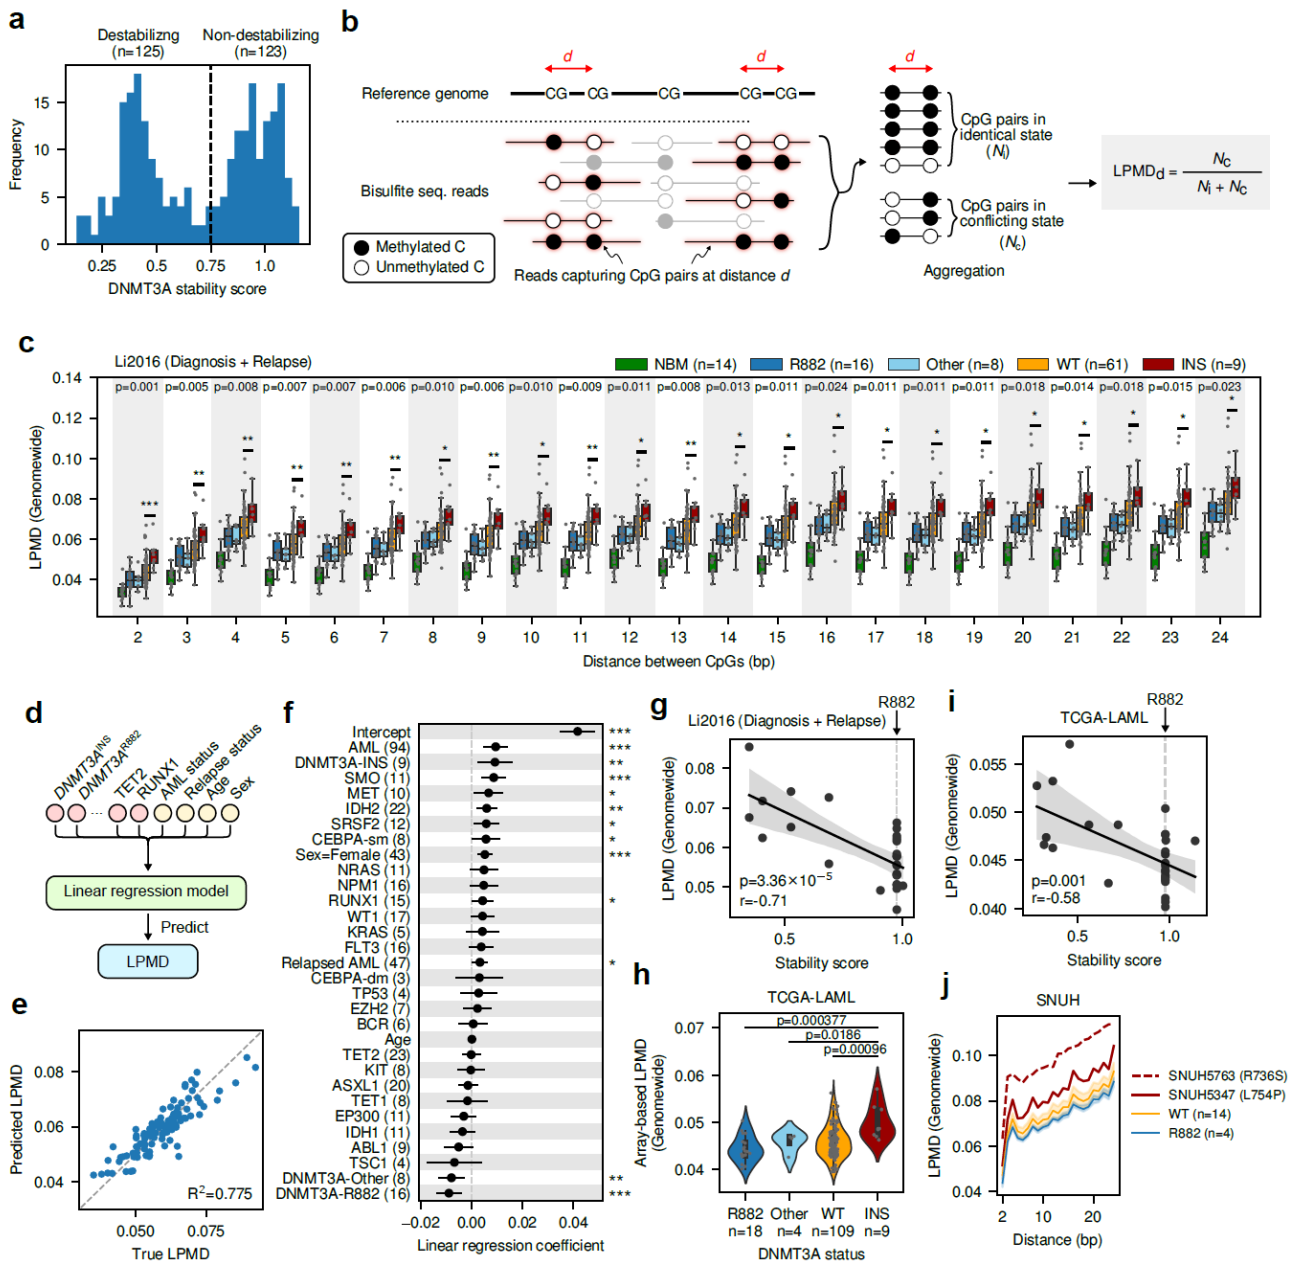 a
Destabilizng
(n=125)
Non-destabilizing
(n=123)
Frequency
15
10
5
0
0.25
0.5
0.75
1.0
DNMT3A stability score
b
d
d
d
Reference genome
CG
CG
CG
CG
CG
Bisulfite seq. reads
Methylated C
Unmethylated C
Reads capturing CpG pairs at distance d
CpG pairs in
identical state
(Ni)
CpG pairs in
conflicting state
(Nc)
Aggregation
LPMDd = Nc
Ni + Nc
c
Li2016 (Diagnosis + Relapse)
NBM (n=14)
R882 (n=16)
Other (n=8)
WT (n=61)
INS (n=9)
LPMD (Genomewide)
0.14
0.12
0.10
0.08
0.06
0.04
p=0.001 p=0.005 p=0.008 p=0.007 p=0.007 p=0.006 p=0.010 p=0.006 p=0.010 p=0.009 p=0.011 p=0.008 p=0.013 p=0.011 p=0.024 p=0.011 p=0.011 p=0.011 p=0.018 p=0.014 p=0.018 p=0.015 p=0.023
*** ** ** ** ** ** * ** * ** * ** * * * * * * * * * * *
2 3 4 5 6 7 8 9 10 11 12 13 14 15 16 17 18 19 20 21 22 23 24
Distance between CpGs (bp)
d
DNMT3A^INS
DNMT3A^R882
...
TET2
RUNX1
AML status
Relapse status
Age
Sex
Linear regression model
Predict
LPMD
e
Predicted LPMD
0.08
0.06
0.04
R²=0.775
0.050
0.075
True LPMD
f
Intercept ***
AML (94) ***
DNMT3A-INS (9) **
SMO (11) ***
MET (10) *
IDH2 (22) **
SRSF2 (12) *
CEBPA-sm (8) *
Sex=Female (43) ***
NRAS (11)
NPM1 (16)
RUNX1 (15) *
WT1 (17)
KRAS (5)
FLT3 (16)
Relapsed AML (47) *
CEBPA-dm (3)
TP53 (4)
EZH2 (7)
BCR (6)
Age
TET2 (23)
KIT (8)
ASXL1 (20)
TET1 (8)
EP300 (11)
IDH1 (11)
ABL1 (9)
TSC1 (4)
DNMT3A-Other (8) **
DNMT3A-R882 (16) ***
−0.02
0.00
0.02
0.04
Linear regression coefficient
g
R882
Li2016 (Diagnosis + Relapse)
LPMD (Genomewide)
0.08
0.07
0.06
0.05
p=3.36×10⁻⁵
r=-0.71
0.5
1.0
Stability score
h
TCGA-LAML
Array-based LPMD
(Genomewide)
0.07
0.06
0.05
0.04
p=0.000377
p=0.0186
p=0.00096
R882
n=18
Other
n=4
WT
n=109
INS
n=9
DNMT3A status
i
R882
TCGA-LAML
LPMD (Genomewide)
0.055
0.050
0.045
0.040
p=0.001
r=-0.58
0.5
1.0
Stability score
j
SNUH
LPMD (Genomewide)
0.10
0.08
0.06
0.04
2
10
20
Distance (bp)
SNUH5763 (R736S)
SNUH5347 (L754P)
WT (n=14)
R882 (n=4)